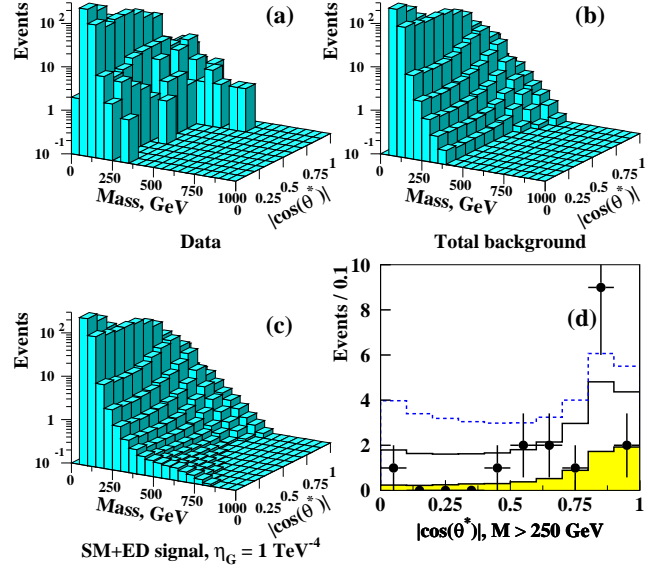 (a)
Events
10²
10
1
10⁻¹
0
250
500
750
1000
Mass, GeV
0
0.25
0.5
0.75
1
|cos(θ*)|
Data
(b)
Events
10²
10
1
10⁻¹
0
250
500
750
1000
Mass, GeV
0
0.25
0.5
0.75
1
|cos(θ*)|
Total background
(c)
Events
10²
10
1
10⁻¹
0
250
500
750
1000
Mass, GeV
0
0.25
0.5
0.75
1
|cos(θ*)|
SM+ED signal, η_G = 1 TeV⁻⁴
(d)
Events / 0.1
10
8
6
4
2
0
0 0.25 0.5 0.75 1
|cos(θ*)|, M > 250 GeV